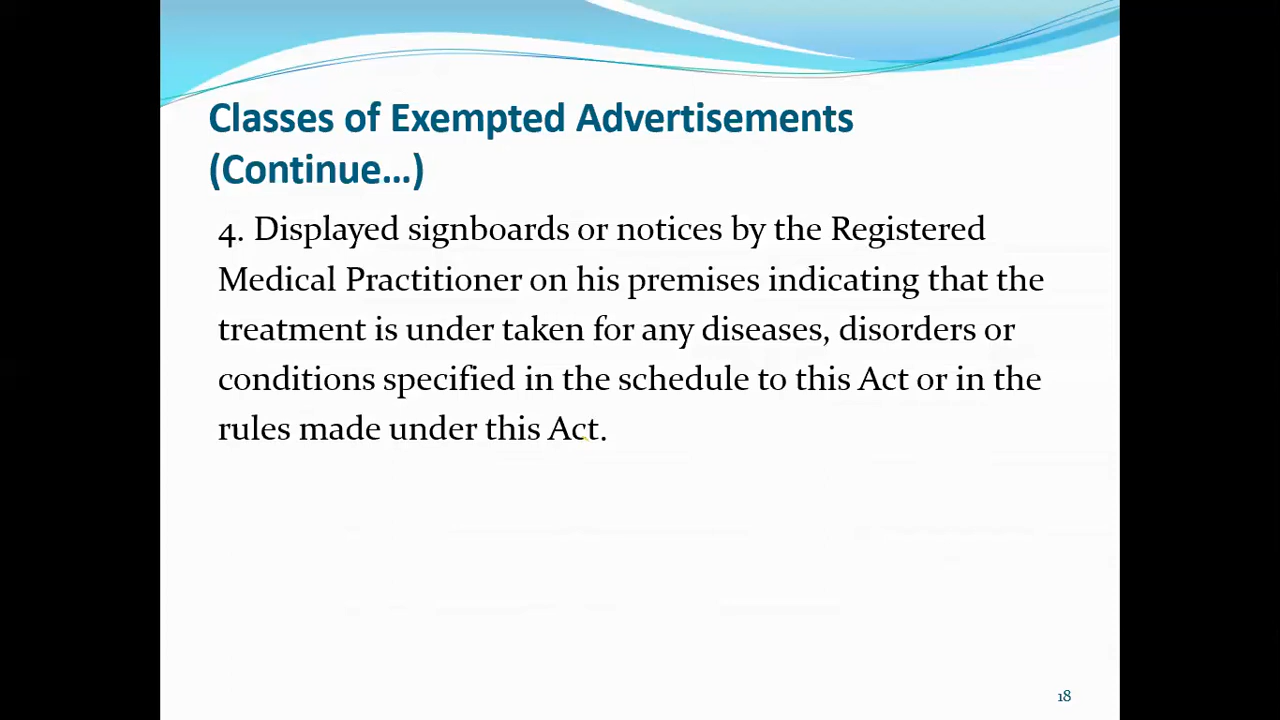 Classes of Exempted Advertisements
(Continue...)
4. Displayed signboards or notices by the Registered
Medical Practitioner on his premises indicating that the
treatment is under taken for any diseases, disorders or
conditions specified in the schedule to this Act or in the
rules made under this Act.
18